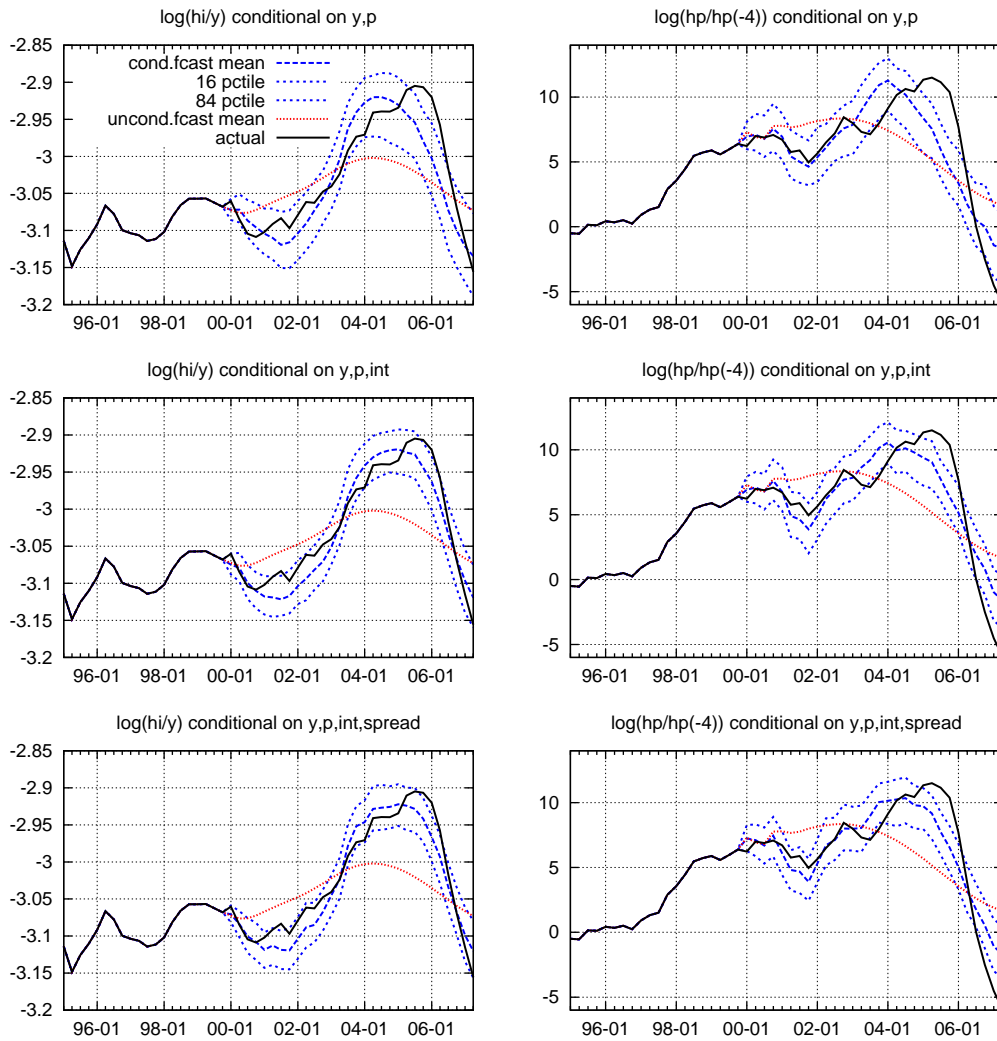 log(hi/y) conditional on y,p
-2.85
-2.9
-2.95
-3
-3.05
-3.1
-3.15
-3.2
cond.fcast mean
16 pctile
84 pctile
uncond.fcast mean
actual
96-01 98-01 00-01 02-01 04-01 06-01
log(hp/hp(-4)) conditional on y,p
10
5
0
-5
96-01 98-01 00-01 02-01 04-01 06-01
log(hi/y) conditional on y,p,int
-2.85
-2.9
-2.95
-3
-3.05
-3.1
-3.15
-3.2
96-01 98-01 00-01 02-01 04-01 06-01
log(hp/hp(-4)) conditional on y,p,int
10
5
0
-5
96-01 98-01 00-01 02-01 04-01 06-01
log(hi/y) conditional on y,p,int,spread
-2.85
-2.9
-2.95
-3
-3.05
-3.1
-3.15
-3.2
96-01 98-01 00-01 02-01 04-01 06-01
log(hp/hp(-4)) conditional on y,p,int,spread
10
5
0
-5
96-01 98-01 00-01 02-01 04-01 06-01